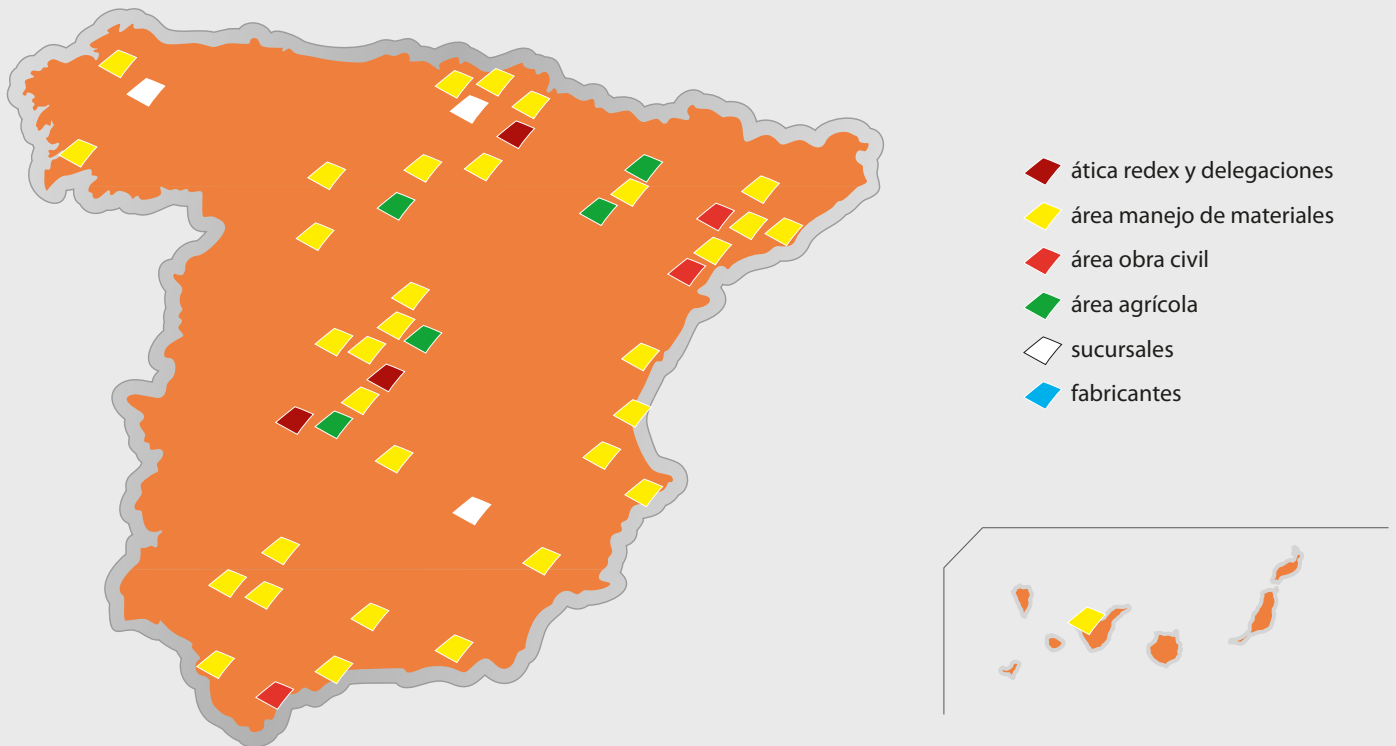 ática redex y delegaciones
área manejo de materiales
área obra civil
área agrícola
sucursales
fabricantes